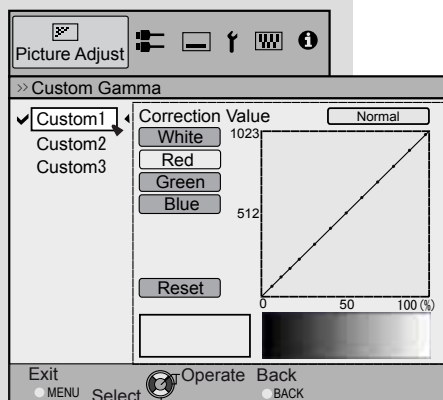 Picture Adjust
>> Custom Gamma
Custom1
Custom2
Custom3
Correction Value
Normal
White
Red
Green
Blue
Reset
1023
512
0 50 100 (%)
Exit
MENU
Select
Operate
Back
BACK